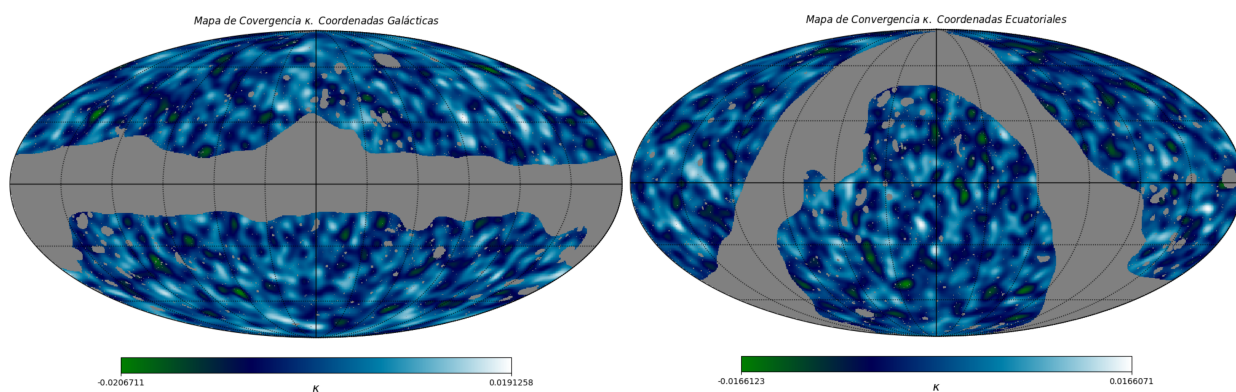 Mapa de Covergencia κ. Coordenadas Galácticas
-0.0206711 0.0191258
κ
Mapa de Convergencia κ. Coordenadas Ecuatoriales
-0.0166123 0.0166071
κ